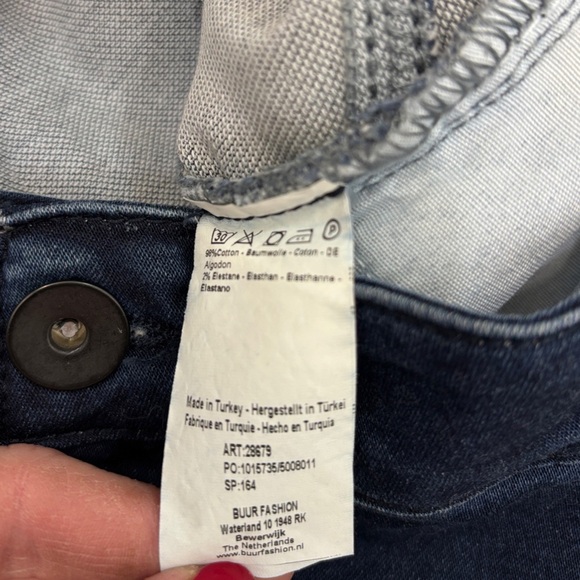 30° P
98%Cotton - Baumwolle - Coton -
Algodon
2% Elastane - Elasthan - Elasthanne -
Elastano
Made in Turkey - Hergestellt in Türkei
Fabrique en Turquie - Hecho en Turquia
ART:28679
PO:1015735/5008011
SP:164
BUUR FASHION
Waterland 10 1948 RK
Beverwijk
The Netherlands
www.buurfashion.nl